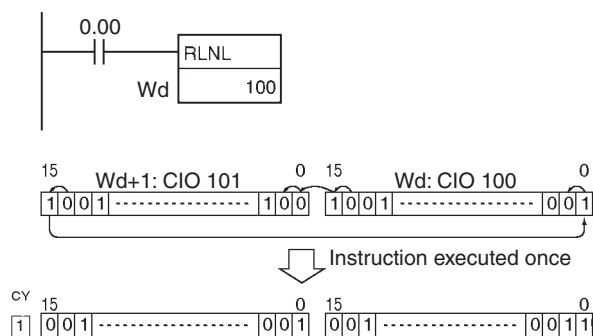 0.00
RLNL
Wd 100
15 Wd+1: CIO 101 0 15 Wd: CIO 100 0
1 0 0 1 1 0 0 1 0 0 1 0 0 1
Instruction executed once
CY 15 0 15 0
1 0 0 1 0 0 1 0 0 1 0 0 1 1